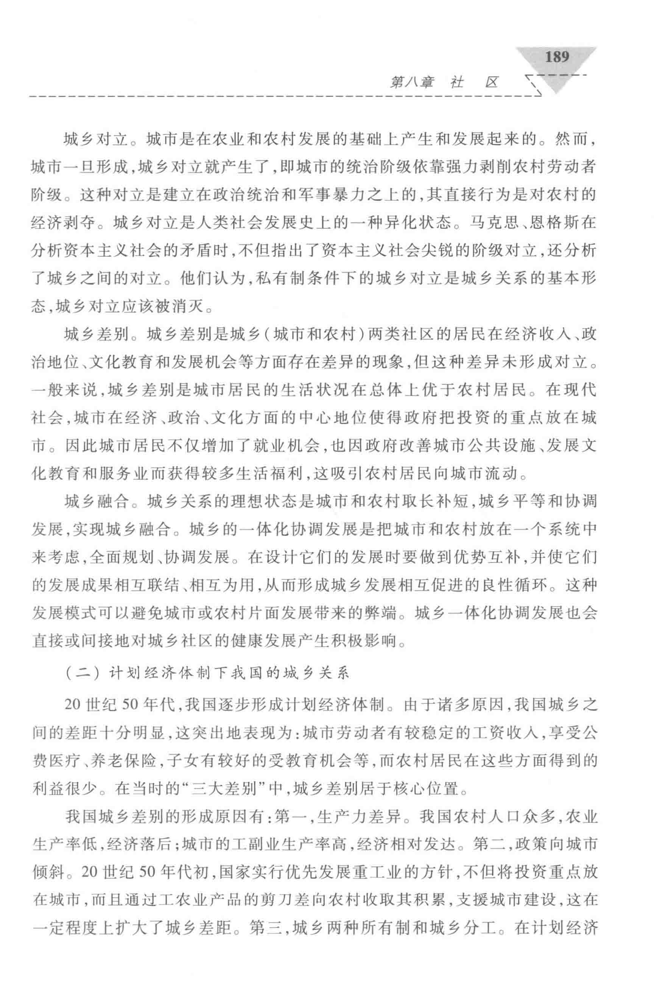 189
第八章 社 区
城乡对立。城市是在农业和农村发展的基础上产生和发展起来的。然而,
城市一旦形成,城乡对立就产生了,即城市的统治阶级依靠强力剥削农村劳动者
阶级。这种对立是建立在政治统治和军事暴力之上的,其直接行为是对农村的
经济剥夺。城乡对立是人类社会发展史上的一种异化状态。马克思、恩格斯在
分析资本主义社会的矛盾时,不但指出了资本主义社会尖锐的阶级对立,还分析
了城乡之间的对立。他们认为,私有制条件下的城乡对立是城乡关系的基本形
态,城乡对立应该被消灭。
城乡差别。城乡差别是城乡(城市和农村)两类社区的居民在经济收入、政
治地位、文化教育和发展机会等方面存在差异的现象,但这种差异未形成对立。
一般来说,城乡差别是城市居民的生活状况在总体上优于农村居民。在现代
社会,城市在经济、政治、文化方面的中心地位使得政府把投资的重点放在城
市。因此城市居民不仅增加了就业机会,也因政府改善城市公共设施、发展文
化教育和服务业而获得较多生活福利,这吸引农村居民向城市流动。
城乡融合。城乡关系的理想状态是城市和农村取长补短,城乡平等和协调
发展,实现城乡融合。城乡的一体化协调发展是把城市和农村放在一个系统中
来考虑,全面规划、协调发展。在设计它们的发展时要做到优势互补,并使它们
的发展成果相互联结、相互为用,从而形成城乡发展相互促进的良性循环。这种
发展模式可以避免城市或农村片面发展带来的弊端。城乡一体化协调发展也会
直接或间接地对城乡社区的健康发展产生积极影响。
(二)计划经济体制下我国的城乡关系
20 世纪 50 年代,我国逐步形成计划经济体制。由于诸多原因,我国城乡之
间的差距十分明显,这突出地表现为:城市劳动者有较稳定的工资收入,享受公
费医疗、养老保险,子女有较好的受教育机会等,而农村居民在这些方面得到的
利益很少。在当时的“三大差别”中,城乡差别居于核心位置。
我国城乡差别的形成原因有:第一,生产力差异。我国农村人口众多,农业
生产率低,经济落后;城市的工副业生产率高,经济相对发达。第二,政策向城市
倾斜。20 世纪 50 年代初,国家实行优先发展重工业的方针,不但将投资重点放
在城市,而且通过工农业产品的剪刀差向农村收取其积累,支援城市建设,这在
一定程度上扩大了城乡差距。第三,城乡两种所有制和城乡分工。在计划经济